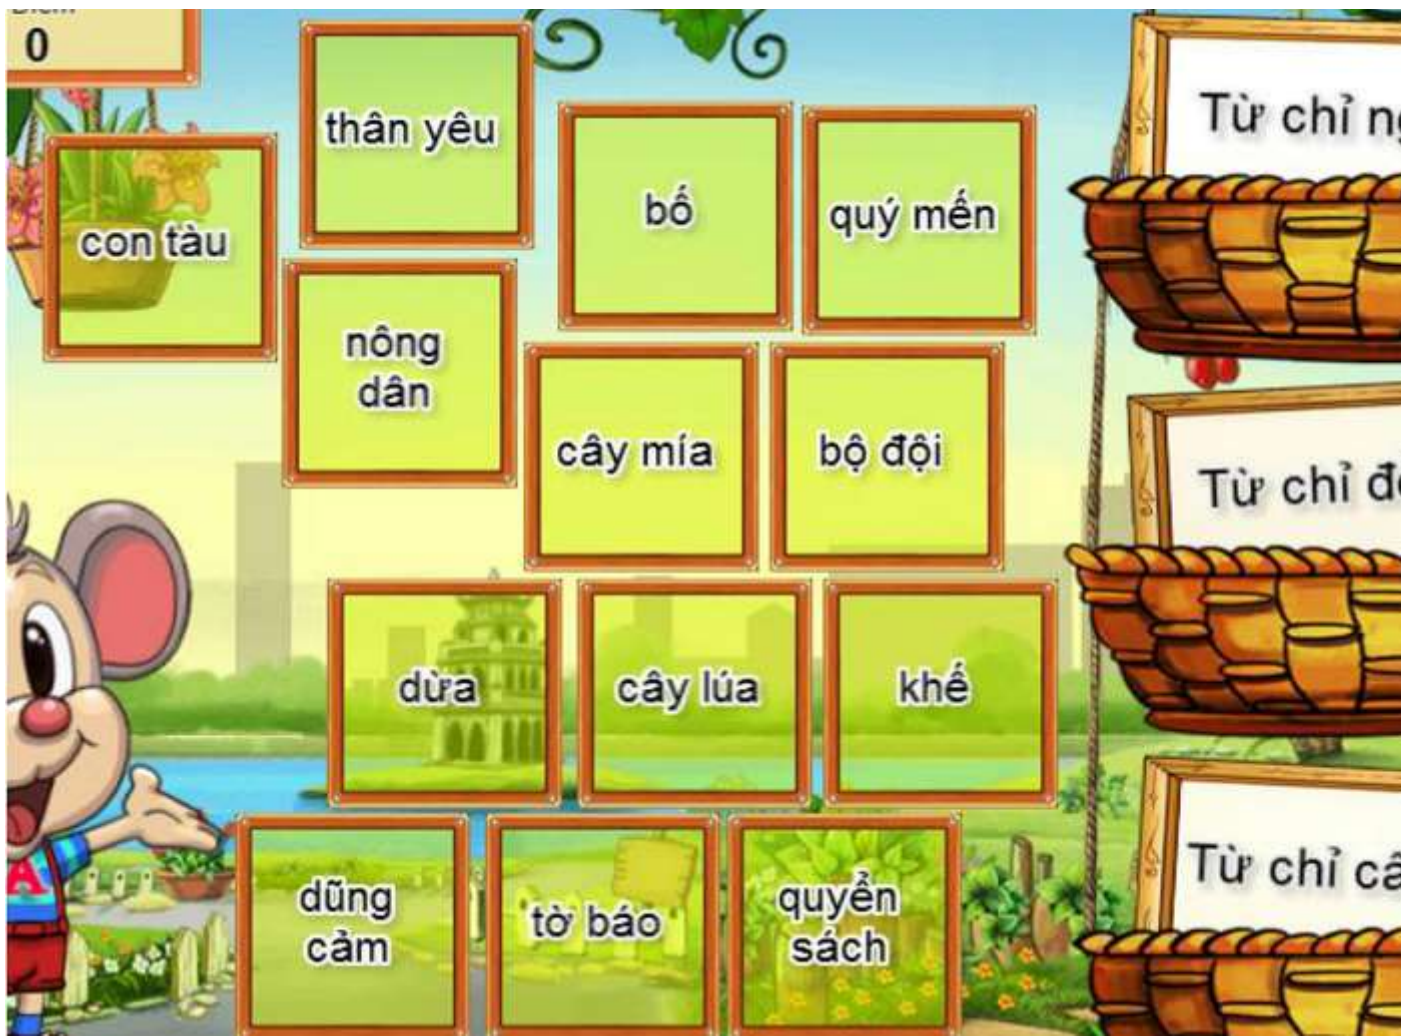 0
thân yêu
bố
quý mến
con tàu
nông
dân
cây mía
bộ đội
dừa
cây lúa
khế
dũng
cảm
tờ báo
quyển
sách
Từ chỉ
Từ chỉ
Từ chỉ
A